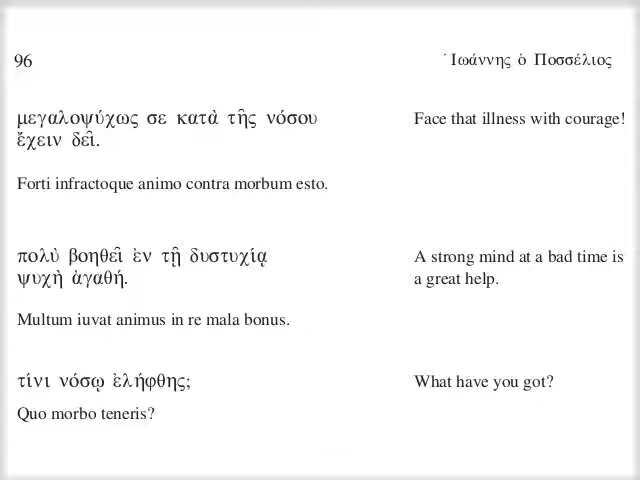 96
᾿Ιωάννης ὁ Ποσσέλιος
μεγαλοψύχως σε κατὰ τῆς νόσου
ἔχειν δεῖ.
Face that illness with courage!
Forti infractoque animo contra morbum esto.
πολὺ βοηθεῖ ἐν τῇ δυστυχίᾳ
ψυχὴ ἀγαθή.
A strong mind at a bad time is
a great help.
Multum iuvat animus in re mala bonus.
τίνι νόσῳ ἐλήφθης;
What have you got?
Quo morbo teneris?